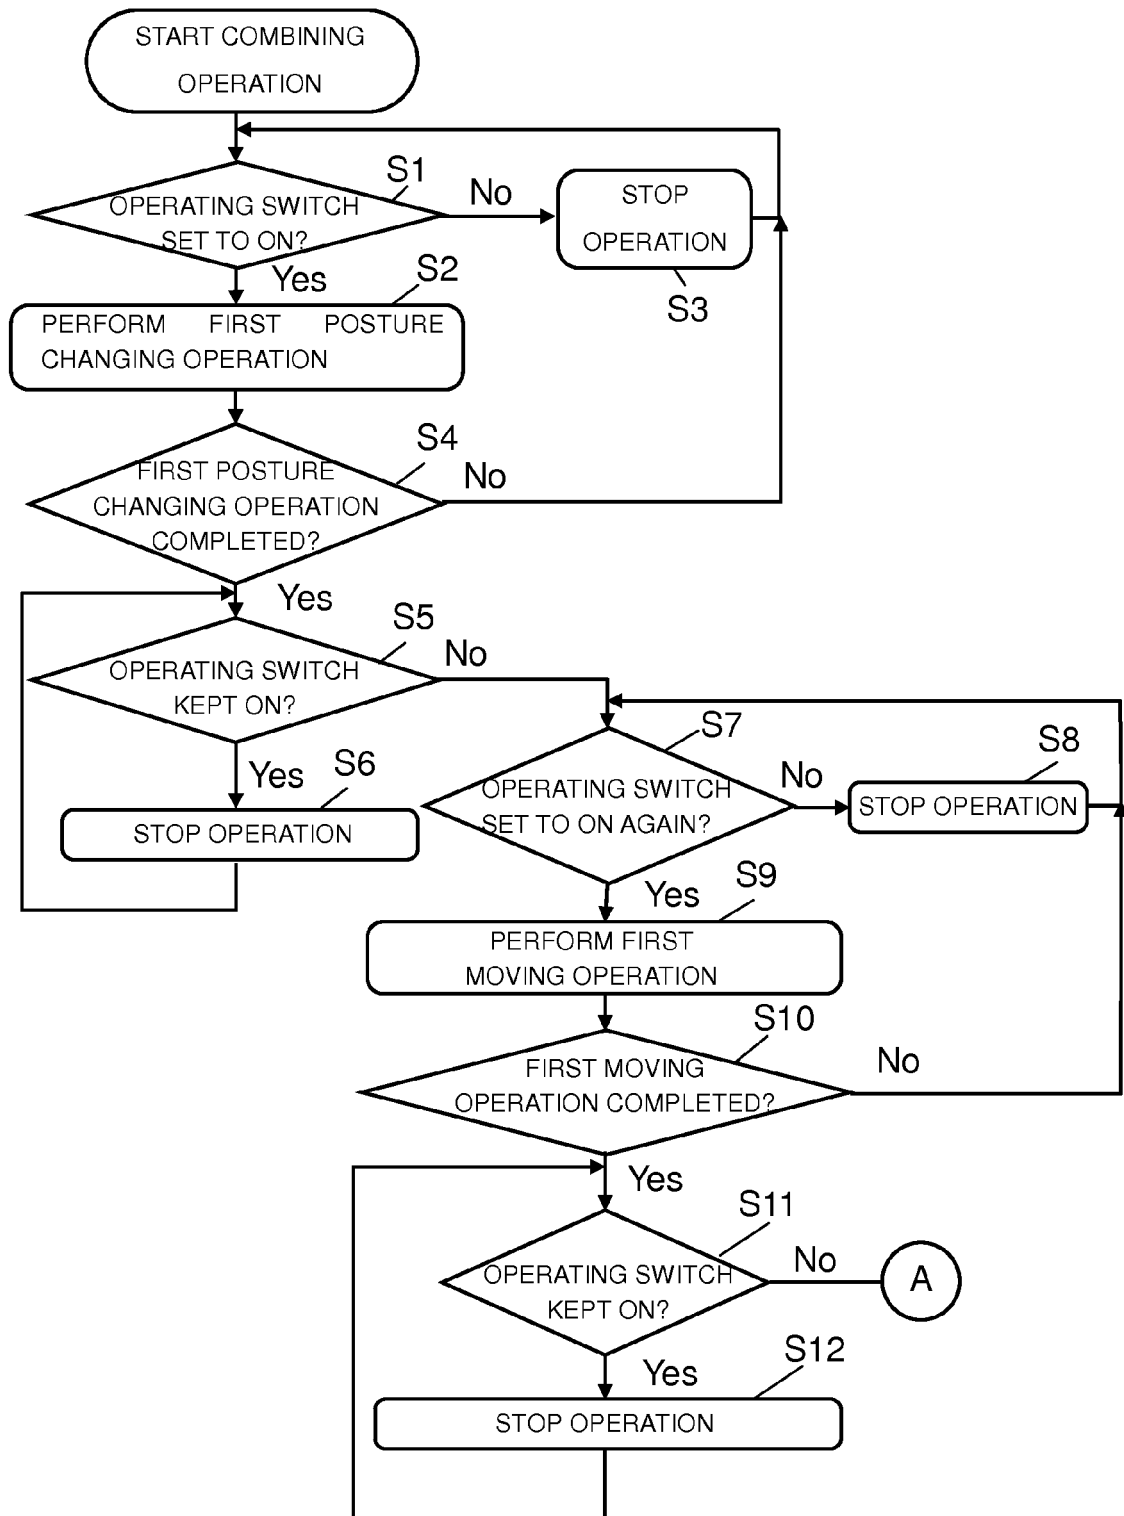 START COMBINING
OPERATION
S1
OPERATING SWITCH
SET TO ON?
No
STOP
OPERATION
S3
Yes
S2
PERFORM FIRST POSTURE
CHANGING OPERATION
S4
FIRST POSTURE
CHANGING OPERATION
COMPLETED?
No
Yes
S5
OPERATING SWITCH
KEPT ON?
No
Yes
S6
STOP OPERATION
S7
OPERATING SWITCH
SET TO ON AGAIN?
No
S8
STOP OPERATION
Yes
S9
PERFORM FIRST
MOVING OPERATION
S10
FIRST MOVING
OPERATION COMPLETED?
No
Yes
S11
OPERATING SWITCH
KEPT ON?
No
A
Yes
S12
STOP OPERATION